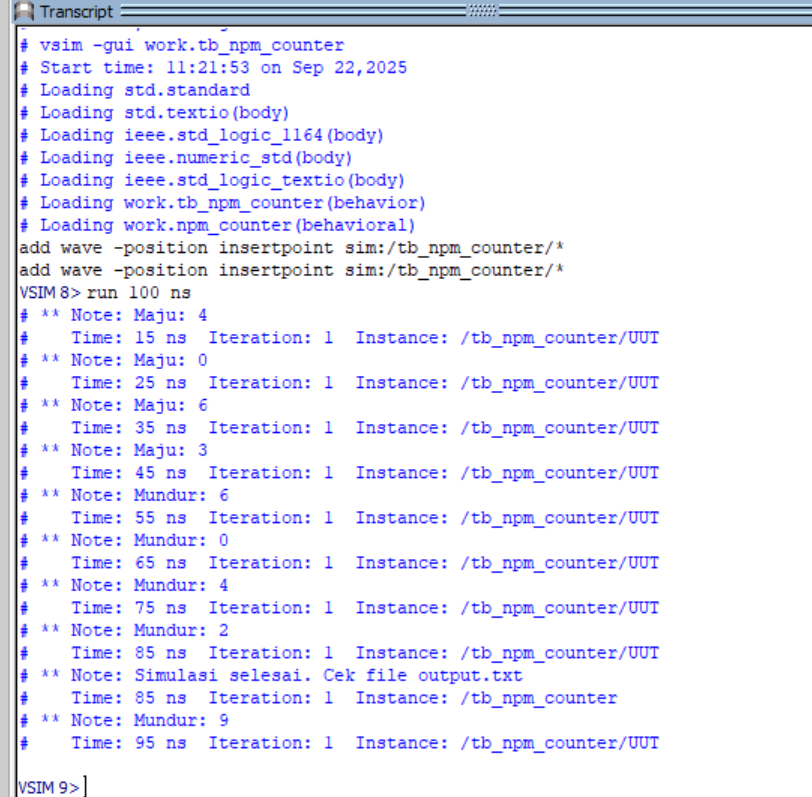 Transcript
# vsim -gui work.tb_npm_counter
# Start time: 11:21:53 on Sep 22,2025
# Loading std.standard
# Loading std.textio(body)
# Loading ieee.std_logic_1164(body)
# Loading ieee.numeric_std(body)
# Loading ieee.std_logic_textio(body)
# Loading work.tb_npm_counter(behavior)
# Loading work.npm_counter(behavioral)
add wave -position insertpoint sim:/tb_npm_counter/*
add wave -position insertpoint sim:/tb_npm_counter/*
VSIM 8> run 100 ns
# ** Note: Maju: 4
#    Time: 15 ns  Iteration: 1  Instance: /tb_npm_counter/UUT
# ** Note: Maju: 0
#    Time: 25 ns  Iteration: 1  Instance: /tb_npm_counter/UUT
# ** Note: Maju: 6
#    Time: 35 ns  Iteration: 1  Instance: /tb_npm_counter/UUT
# ** Note: Maju: 3
#    Time: 45 ns  Iteration: 1  Instance: /tb_npm_counter/UUT
# ** Note: Mundur: 6
#    Time: 55 ns  Iteration: 1  Instance: /tb_npm_counter/UUT
# ** Note: Mundur: 0
#    Time: 65 ns  Iteration: 1  Instance: /tb_npm_counter/UUT
# ** Note: Mundur: 4
#    Time: 75 ns  Iteration: 1  Instance: /tb_npm_counter/UUT
# ** Note: Mundur: 2
#    Time: 85 ns  Iteration: 1  Instance: /tb_npm_counter/UUT
# ** Note: Simulasi selesai. Cek file output.txt
#    Time: 85 ns  Iteration: 1  Instance: /tb_npm_counter
# ** Note: Mundur: 9
#    Time: 95 ns  Iteration: 1  Instance: /tb_npm_counter/UUT
VSIM 9>